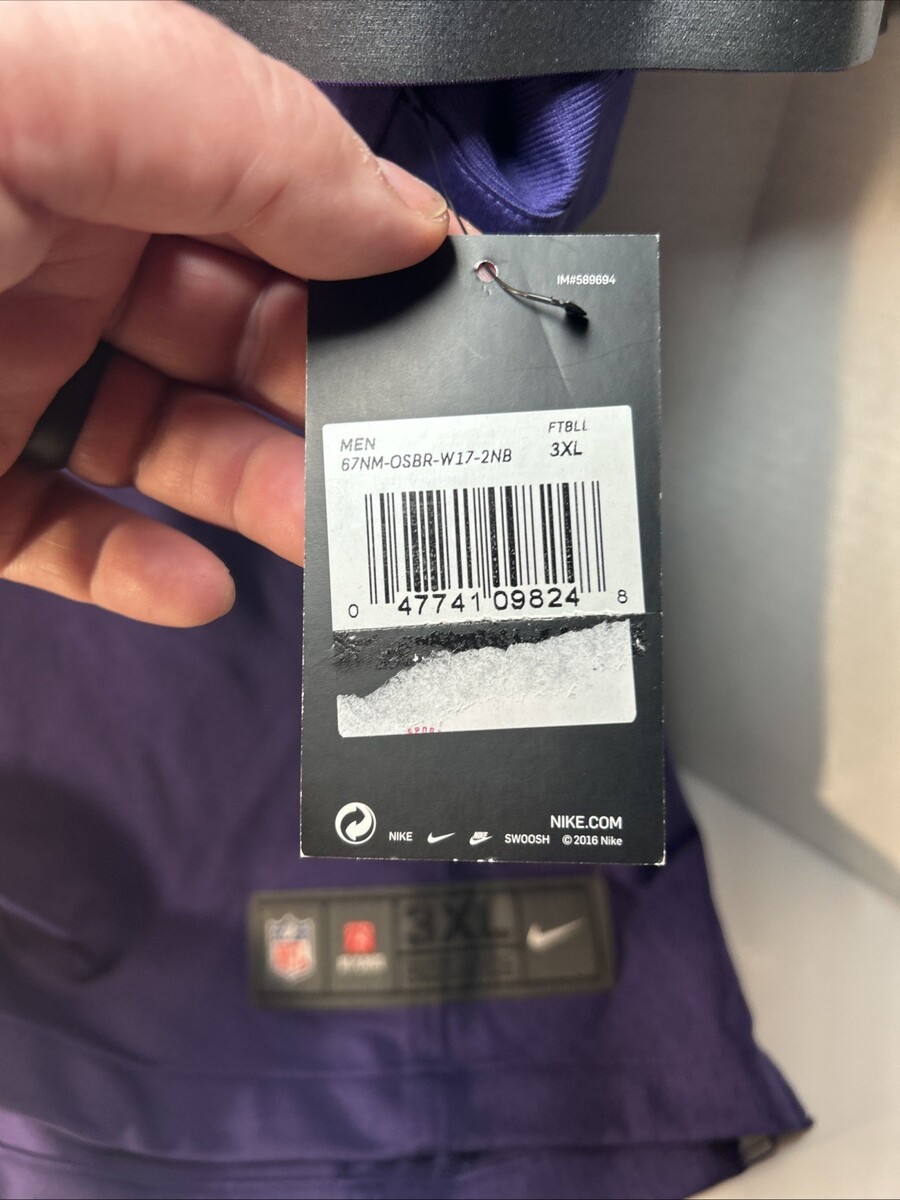 IM#589694
MEN FTBLL
67NM-OSBR-W17-2NB 3XL
0 47741 09824 8
NIKE.COM
NIKE SWOOSH ©2016 Nike
3XL